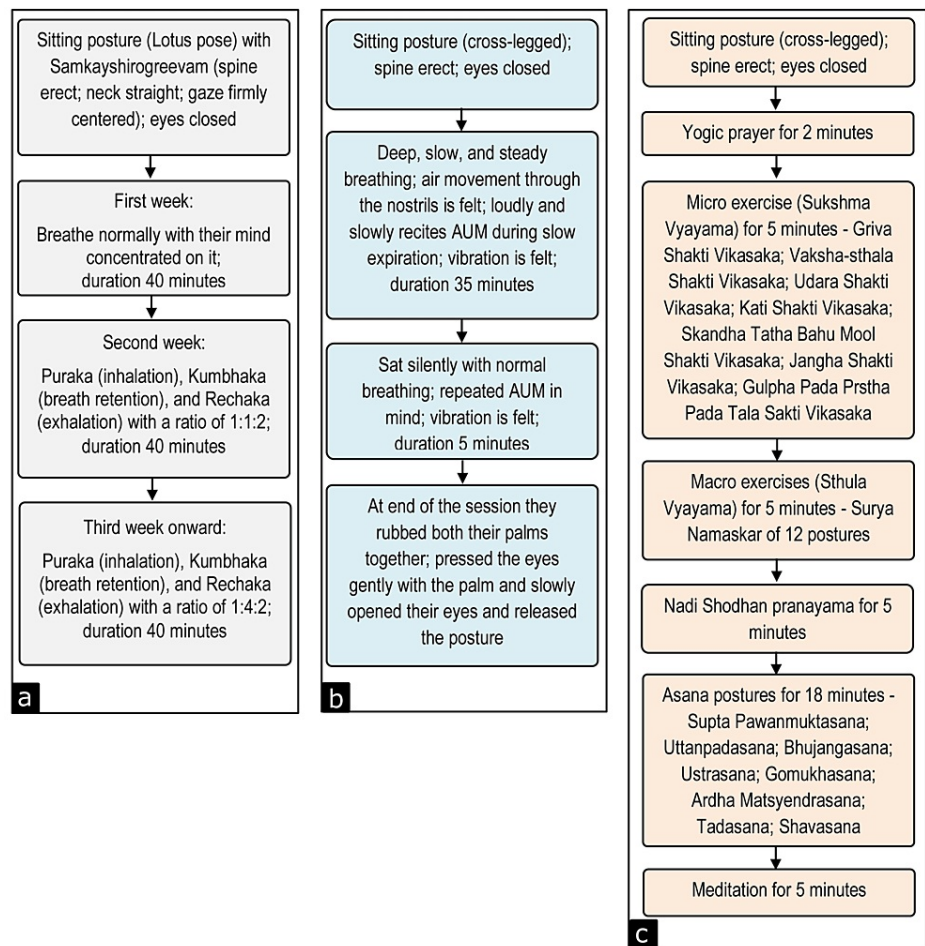 Sitting posture (Lotus pose) with
Samkayshirogreevam (spine
erect; neck straight; gaze firmly
centered); eyes closed
First week:
Breathe normally with their mind
concentrated on it;
duration 40 minutes
Second week:
Puraka (inhalation), Kumbhaka
(breath retention), and Rechaka
(exhalation) with a ratio of 1:1:2;
duration 40 minutes
Third week onward:
Puraka (inhalation), Kumbhaka
(breath retention), and Rechaka
(exhalation) with a ratio of 1:4:2;
duration 40 minutes
a
Sitting posture (cross-legged);
spine erect; eyes closed
Deep, slow, and steady
breathing; air movement through
the nostrils is felt; loudly and
slowly recites AUM during slow
expiration; vibration is felt;
duration 35 minutes
Sat silently with normal
breathing; repeated AUM in
mind; vibration is felt;
duration 5 minutes
At end of the session they
rubbed both their palms
together; pressed the eyes
gently with the palm and slowly
opened their eyes and released
the posture
b
Sitting posture (cross-legged);
spine erect; eyes closed
Yogic prayer for 2 minutes
Micro exercise (Sukshma
Vyayama) for 5 minutes - Griva
Shakti Vikasaka; Vaksha-sthala
Shakti Vikasaka; Udara Shakti
Vikasaka; Kati Shakti Vikasaka;
Skandha Tatha Bahu Mool
Shakti Vikasaka; Jangha Shakti
Vikasaka; Gulpha Pada Prstha
Pada Tala Sakti Vikasaka
Macro exercises (Sthula
Vyayama) for 5 minutes - Surya
Namaskar of 12 postures
Nadi Shodhan pranayama for 5
minutes
Asana postures for 18 minutes -
Supta Pawanmuktasana;
Uttanpadasana; Bhujangasana;
Ustrasana; Gomukhasana;
Ardha Matsyendrasana;
Tadasana; Shavasana
Meditation for 5 minutes
c